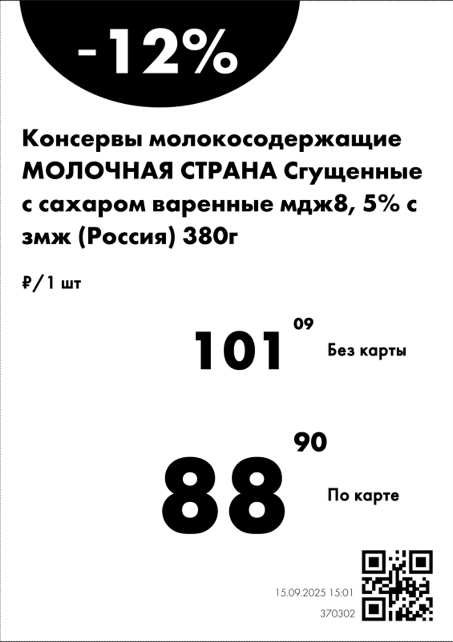 -12%
Консервы молокосодержащие
МОЛОЧНАЯ СТРАНА Сгущенные
с сахаром варенные мдж8, 5% с
змж (Россия) 380г
₽/1 шт
101 09 Без карты
88 90 По карте
15.09.2025 15:01
370302